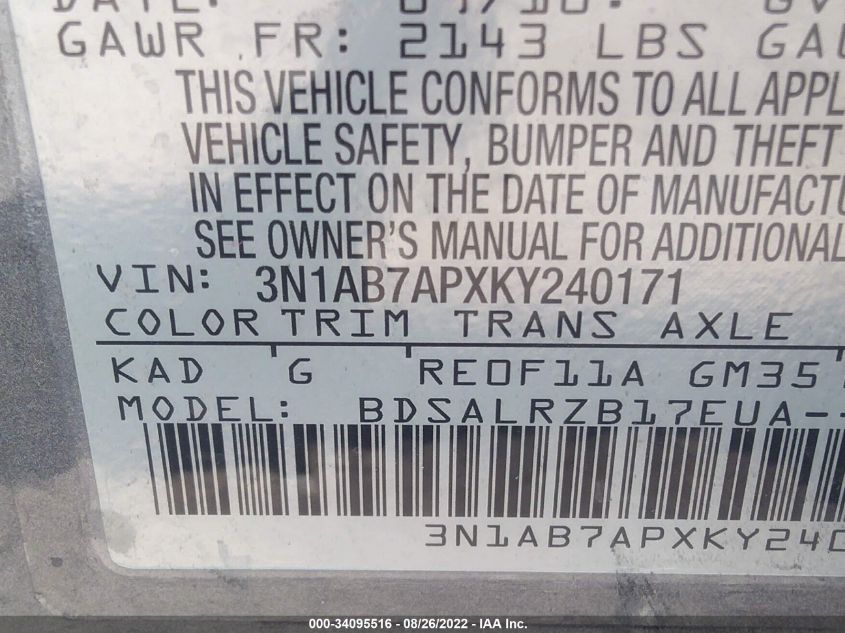 GAWR FR: 2143 LBS
THIS VEHICLE CONFORMS TO ALL APPL
VEHICLE SAFETY, BUMPER AND THEFT
IN EFFECT ON THE DATE OF MANUFACTU
SEE OWNER'S MANUAL FOR ADDITIONAL
VIN: 3N1AB7APXKY240171
COLOR TRIM TRANS AXLE
KAD G RE0F11A GM35
MODEL: BDSALRZB17EUA--
3N1AB7APXKY240
000-34095516 - 08/26/2022 - IAA Inc.